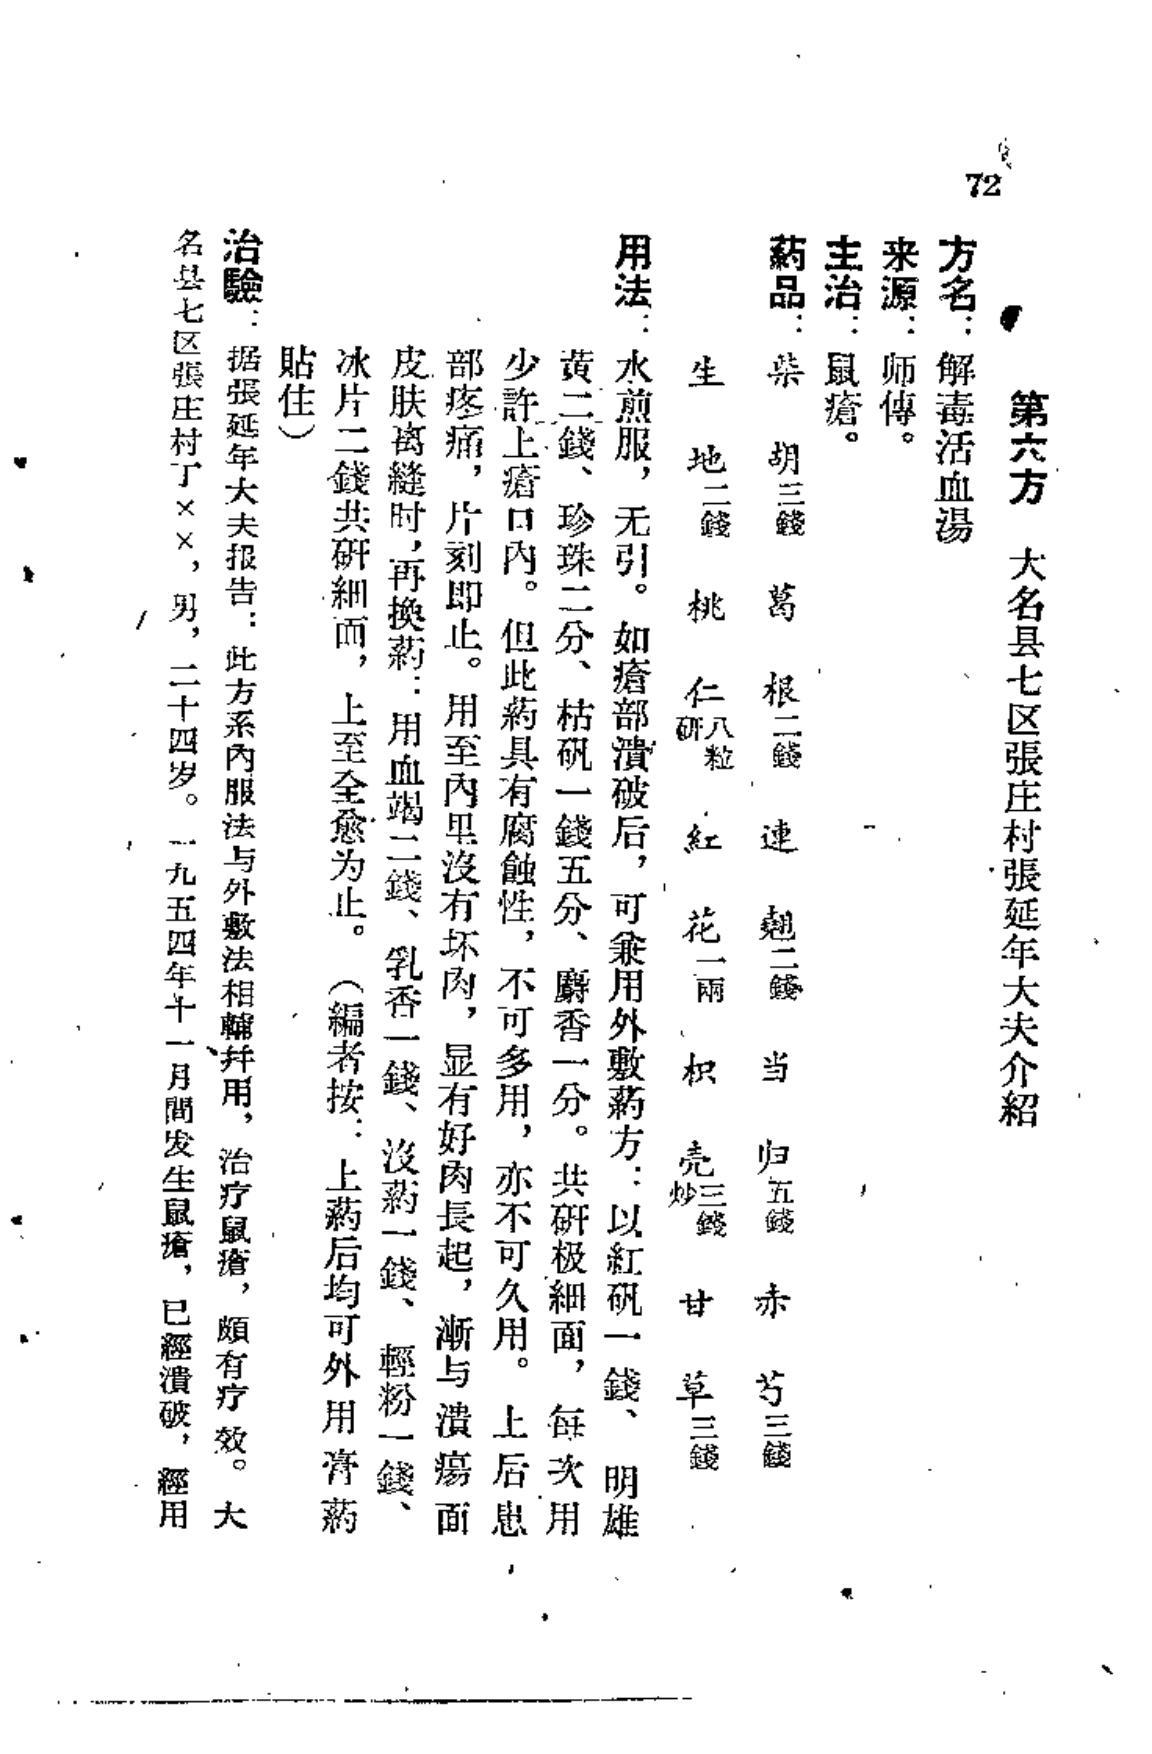 72
第六方　大名县七区張庄村張延年大夫介紹
方名：解毒活血湯
来源：师傳。
主治：鼠瘡。
葯品：柴胡三錢　葛根二錢　連翹二錢　当归五錢　赤芍三錢
生地二錢　桃仁八粒研　紅花一兩　枳壳三錢炒　甘草三錢
用法：水煎服，无引。如瘡部潰破后，可兼用外敷葯方：以紅矾一錢、明雄
黃二錢、珍珠二分、枯矾一錢五分、麝香一分。共研极細面，每次用
少許上瘡口內。但此葯具有腐蝕性，不可多用，亦不可久用。上后患
部疼痛，片刻即止。用至內里沒有坏肉，显有好肉長起，漸与潰瘍面
皮肤离縫时，再換葯：用血竭二錢、乳香一錢、沒葯一錢、輕粉一錢、
冰片二錢共研細面，上至全愈为止。（編者按：上葯后均可外用膏葯
貼住）
治驗：据張延年大夫报告：此方系內服法与外敷法相輔幷用，治疗鼠瘡，頗有疗效。大
名县七区張庄村丁××，男，二十四岁。一九五四年十一月間发生鼠瘡，已經潰破，經用